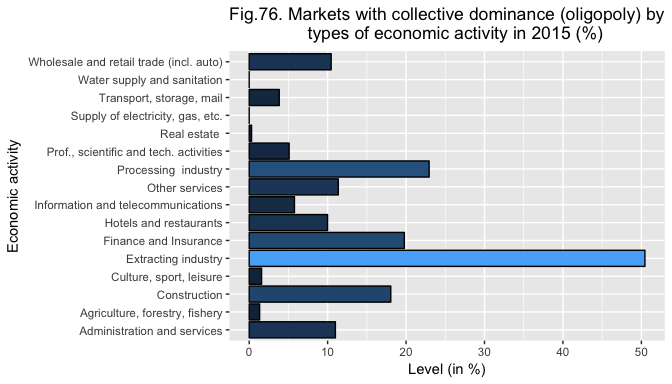 Fig.76. Markets with collective dominance (oligopoly) by
types of economic activity in 2015 (%)
Economic activity
Wholesale and retail trade (incl. auto)
Water supply and sanitation
Transport, storage, mail
Supply of electricity, gas, etc.
Real estate
Prof., scientific and tech. activities
Processing  industry
Other services
Information and telecommunications
Hotels and restaurants
Finance and Insurance
Extracting industry
Culture, sport, leisure
Construction
Agriculture, forestry, fishery
Administration and services
0 10 20 30 40 50
Level (in %)